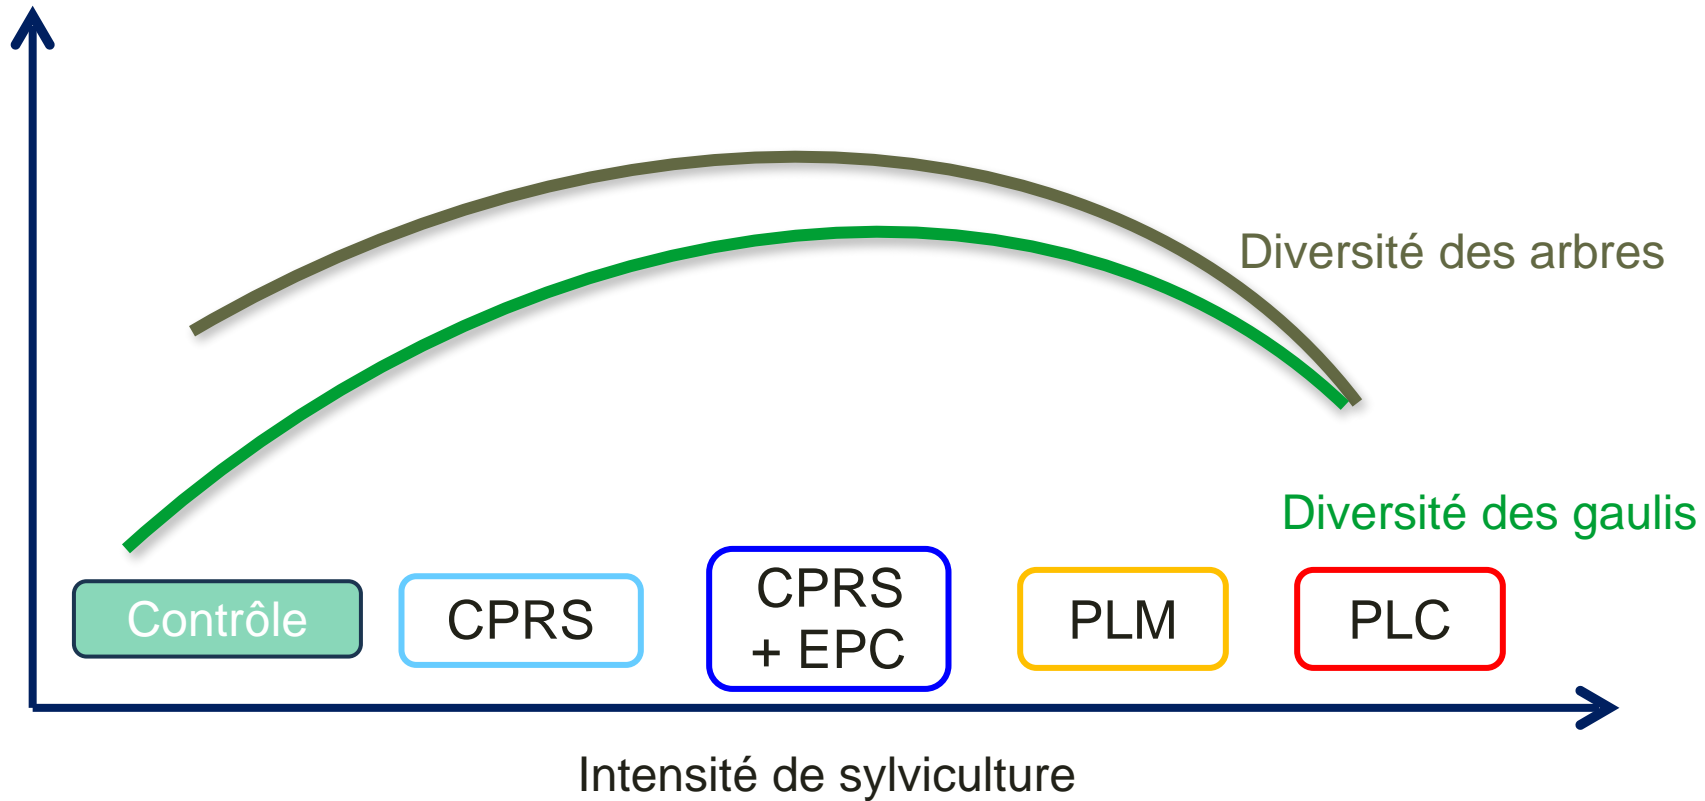 Diversité des arbres
Diversité des gaulis
Contrôle
CPRS
CPRS
+ EPC
PLM
PLC
Intensité de sylviculture